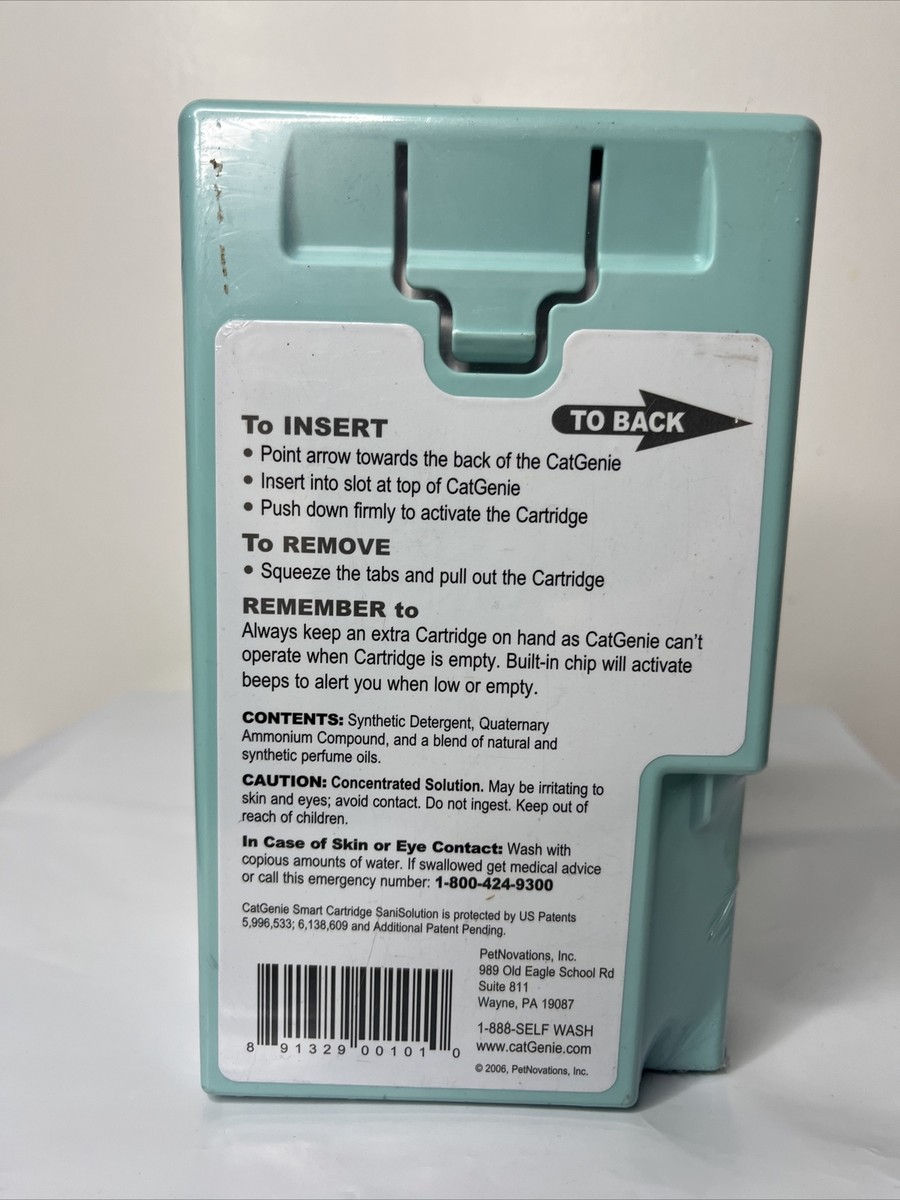 TO BACK
To INSERT
• Point arrow towards the back of the CatGenie
• Insert into slot at top of CatGenie
• Push down firmly to activate the Cartridge
To REMOVE
• Squeeze the tabs and pull out the Cartridge
REMEMBER to
Always keep an extra Cartridge on hand as CatGenie can't
operate when Cartridge is empty. Built-in chip will activate
beeps to alert you when low or empty.
CONTENTS: Synthetic Detergent, Quaternary
Ammonium Compound, and a blend of natural and
synthetic perfume oils.
CAUTION: Concentrated Solution. May be irritating to
skin and eyes; avoid contact. Do not ingest. Keep out of
reach of children.
In Case of Skin or Eye Contact: Wash with
copious amounts of water. If swallowed get medical advice
or call this emergency number: 1-800-424-9300
CatGenie Smart Cartridge SaniSolution is protected by US Patents
5,996,533; 6,138,609 and Additional Patent Pending.
PetNovations, Inc.
989 Old Eagle School Rd
Suite 811
Wayne, PA 19087
1-888-SELF WASH
www.catGenie.com
© 2006, PetNovations, Inc.
8 91329 00101 0